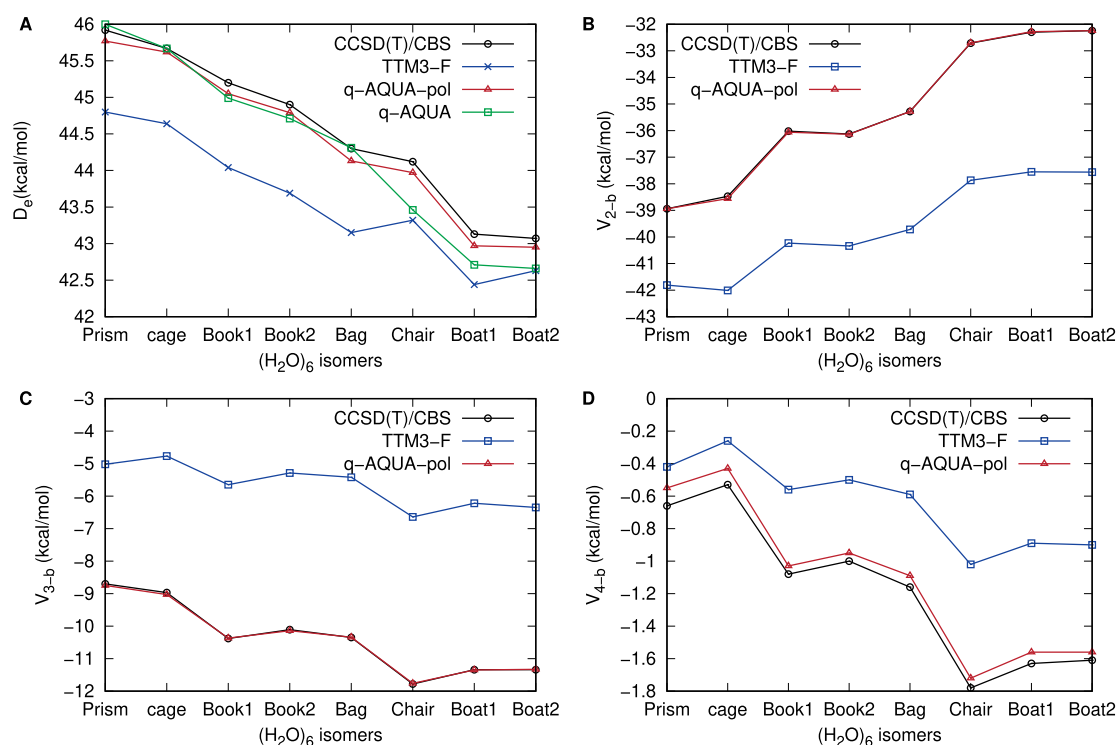 A
46
45.5
45
44.5
44
43.5
43
42.5
42
De(kcal/mol)
CCSD(T)/CBS
TTM3-F
q-AQUA-pol
q-AQUA
Prism cage Book1 Book2 Bag Chair Boat1 Boat2
(H2O)6 isomers
B
-32
-33
-34
-35
-36
-37
-38
-39
-40
-41
-42
-43
V2-b (kcal/mol)
CCSD(T)/CBS
TTM3-F
q-AQUA-pol
Prism cage Book1 Book2 Bag Chair Boat1 Boat2
(H2O)6 isomers
C
-3
-4
-5
-6
-7
-8
-9
-10
-11
-12
V3-b (kcal/mol)
CCSD(T)/CBS
TTM3-F
q-AQUA-pol
Prism cage Book1 Book2 Bag Chair Boat1 Boat2
(H2O)6 isomers
D
0
-0.2
-0.4
-0.6
-0.8
-1
-1.2
-1.4
-1.6
-1.8
V4-b (kcal/mol)
CCSD(T)/CBS
TTM3-F
q-AQUA-pol
Prism cage Book1 Book2 Bag Chair Boat1 Boat2
(H2O)6 isomers